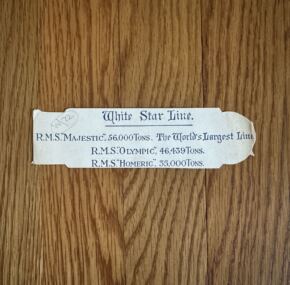 White Star Line.
R.M.S. "Majestic". 56,000 Tons. The World's Largest Liner
R.M.S. "Olympic". 46,439 Tons.
R.M.S. "Homeric". 35,000 Tons.